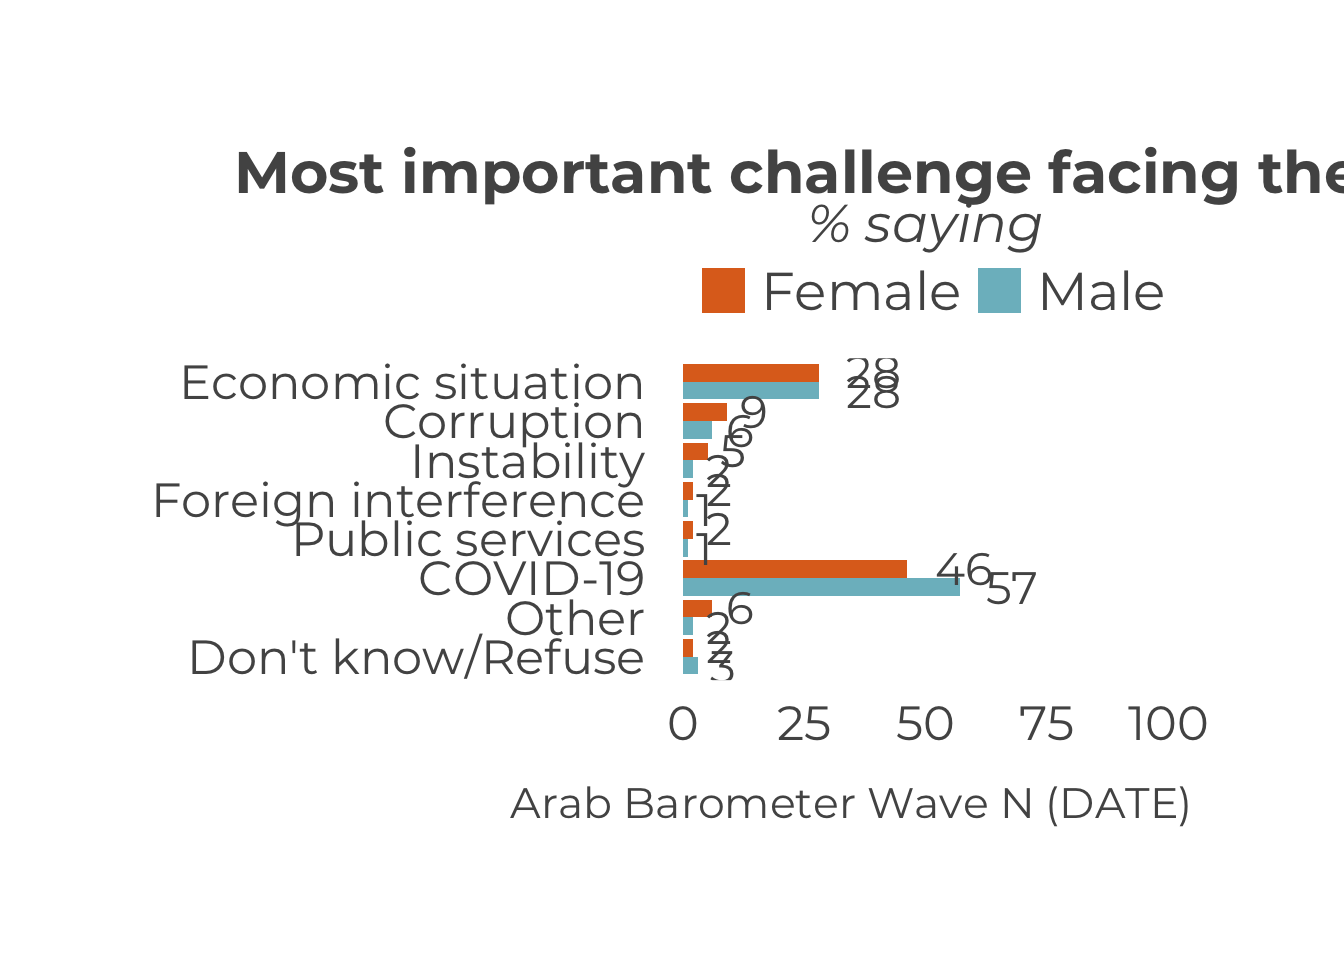 Most important challenge facing the
% saying
Female Male
Economic situation 28 28
Corruption 9 6
Instability 5 2
Foreign interference 2 1
Public services 2 1
COVID-19 46 57
Other 6 2
Don't know/Refuse 2 3
0 25 50 75 100
Arab Barometer Wave N (DATE)